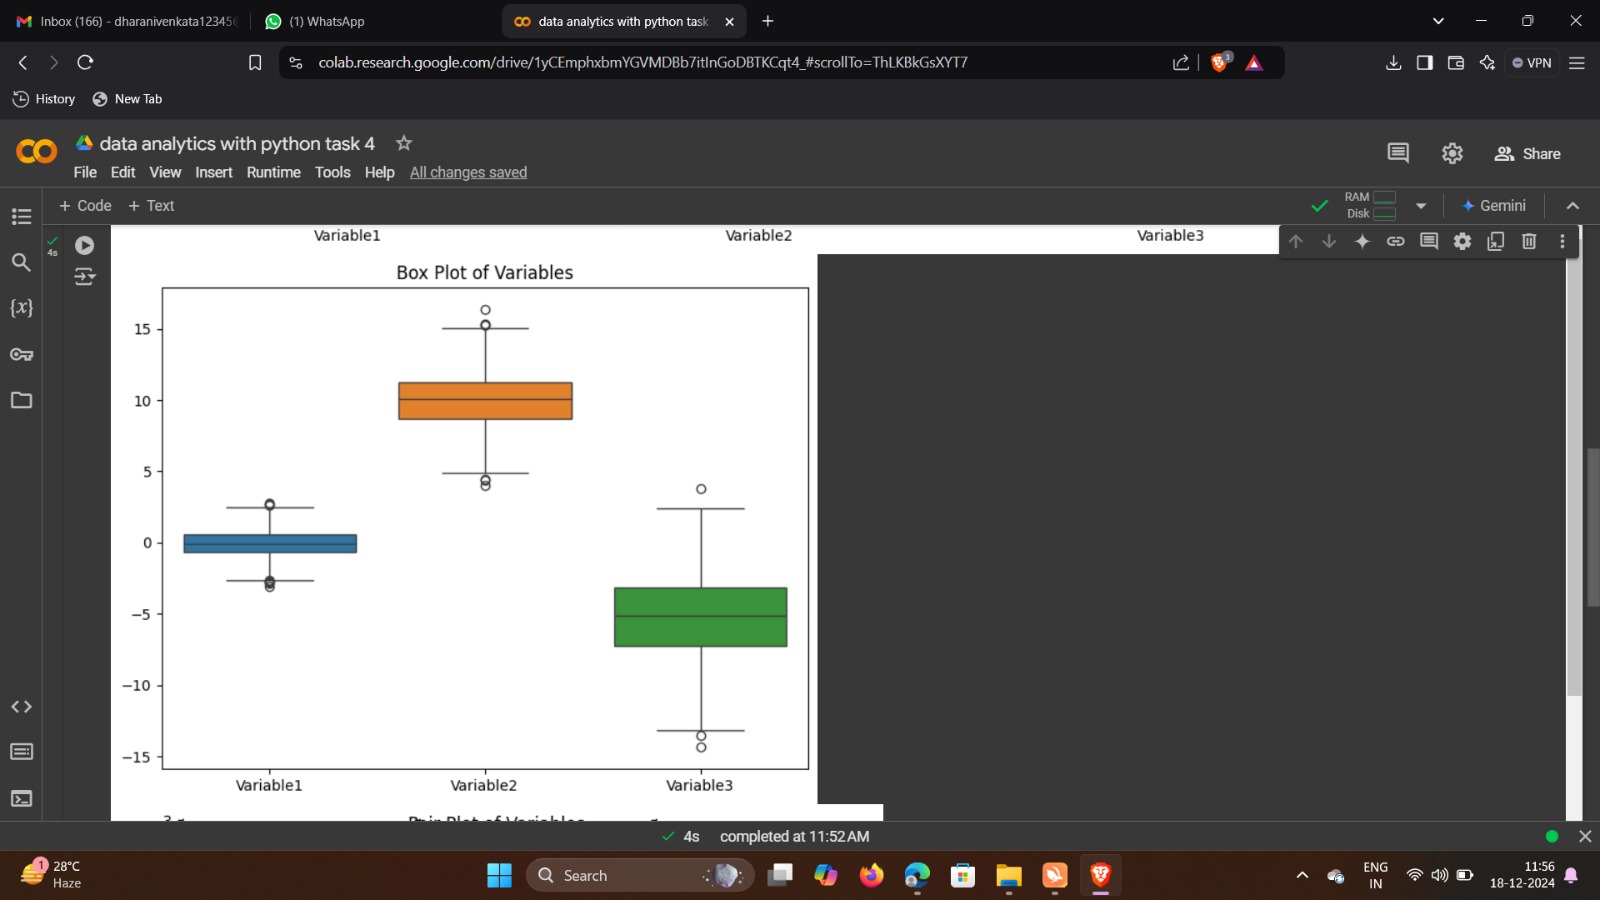 Inbox (166) - dharanivenkata12345
(1) WhatsApp
data analytics with python task
colab.research.google.com/drive/1yCEmphxbmYGVMDBb7itInGoDBTKCqt4_#scrollTo=ThLKBkGsXYT7
3
VPN
History
New Tab
data analytics with python task 4
File Edit View Insert Runtime Tools Help All changes saved
Share
+ Code + Text
RAM
Disk
Gemini
4s
Variable1 Variable2 Variable3
Box Plot of Variables
15
10
5
0
−5
−10
−15
Variable1 Variable2 Variable3
{x}
4s completed at 11:52 AM
1
28°C
Haze
Search
ENG
IN
11:56
18-12-2024